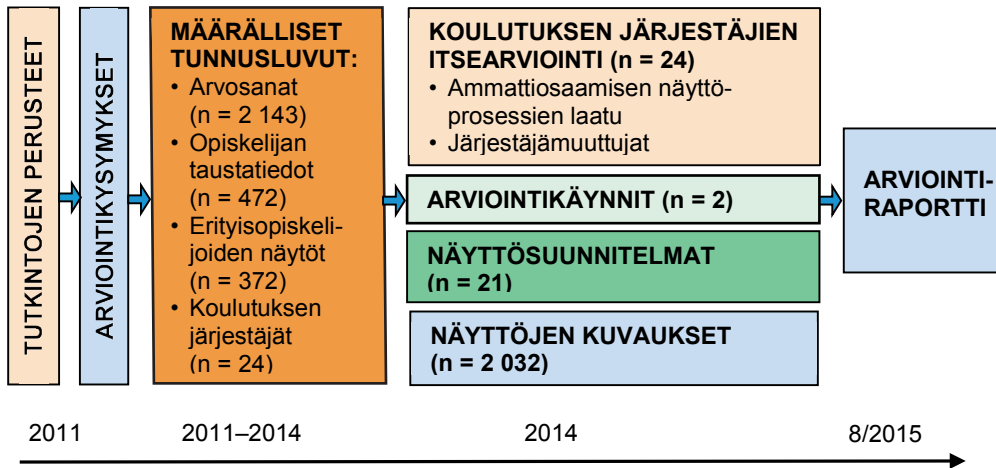 TUTKINTOJEN PERUSTEET
ARVIOINTIKYSYMYKSET
MÄÄRÄLLISET
TUNNUSLUVUT:
• Arvosanat
(n = 2 143)
• Opiskelijan
taustatiedot
(n = 472)
• Erityisopiskeli-
joiden näytöt
(n = 372)
• Koulutuksen
järjestäjät
(n = 24)
KOULUTUKSEN JÄRJESTÄJIEN
ITSEARVIOINTI (n = 24)
• Ammattiosaamisen näyttö-
prosessien laatu
• Järjestäjämuuttujat
ARVIOINTIKÄYNNIT (n = 2)
NÄYTTÖSUUNNITELMAT
(n = 21)
NÄYTTÖJEN KUVAUKSET
(n = 2 032)
ARVIOINTI-
RAPORTTI
2011
2011–2014
2014
8/2015